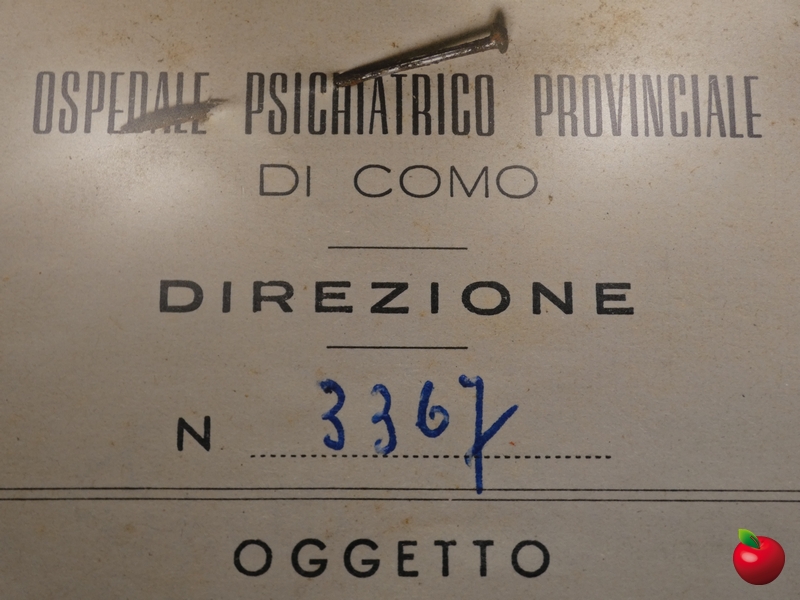 OSPEDALE PSICHIATRICO PROVINCIALE
DI COMO
DIREZIONE
N 3367
OGGETTO